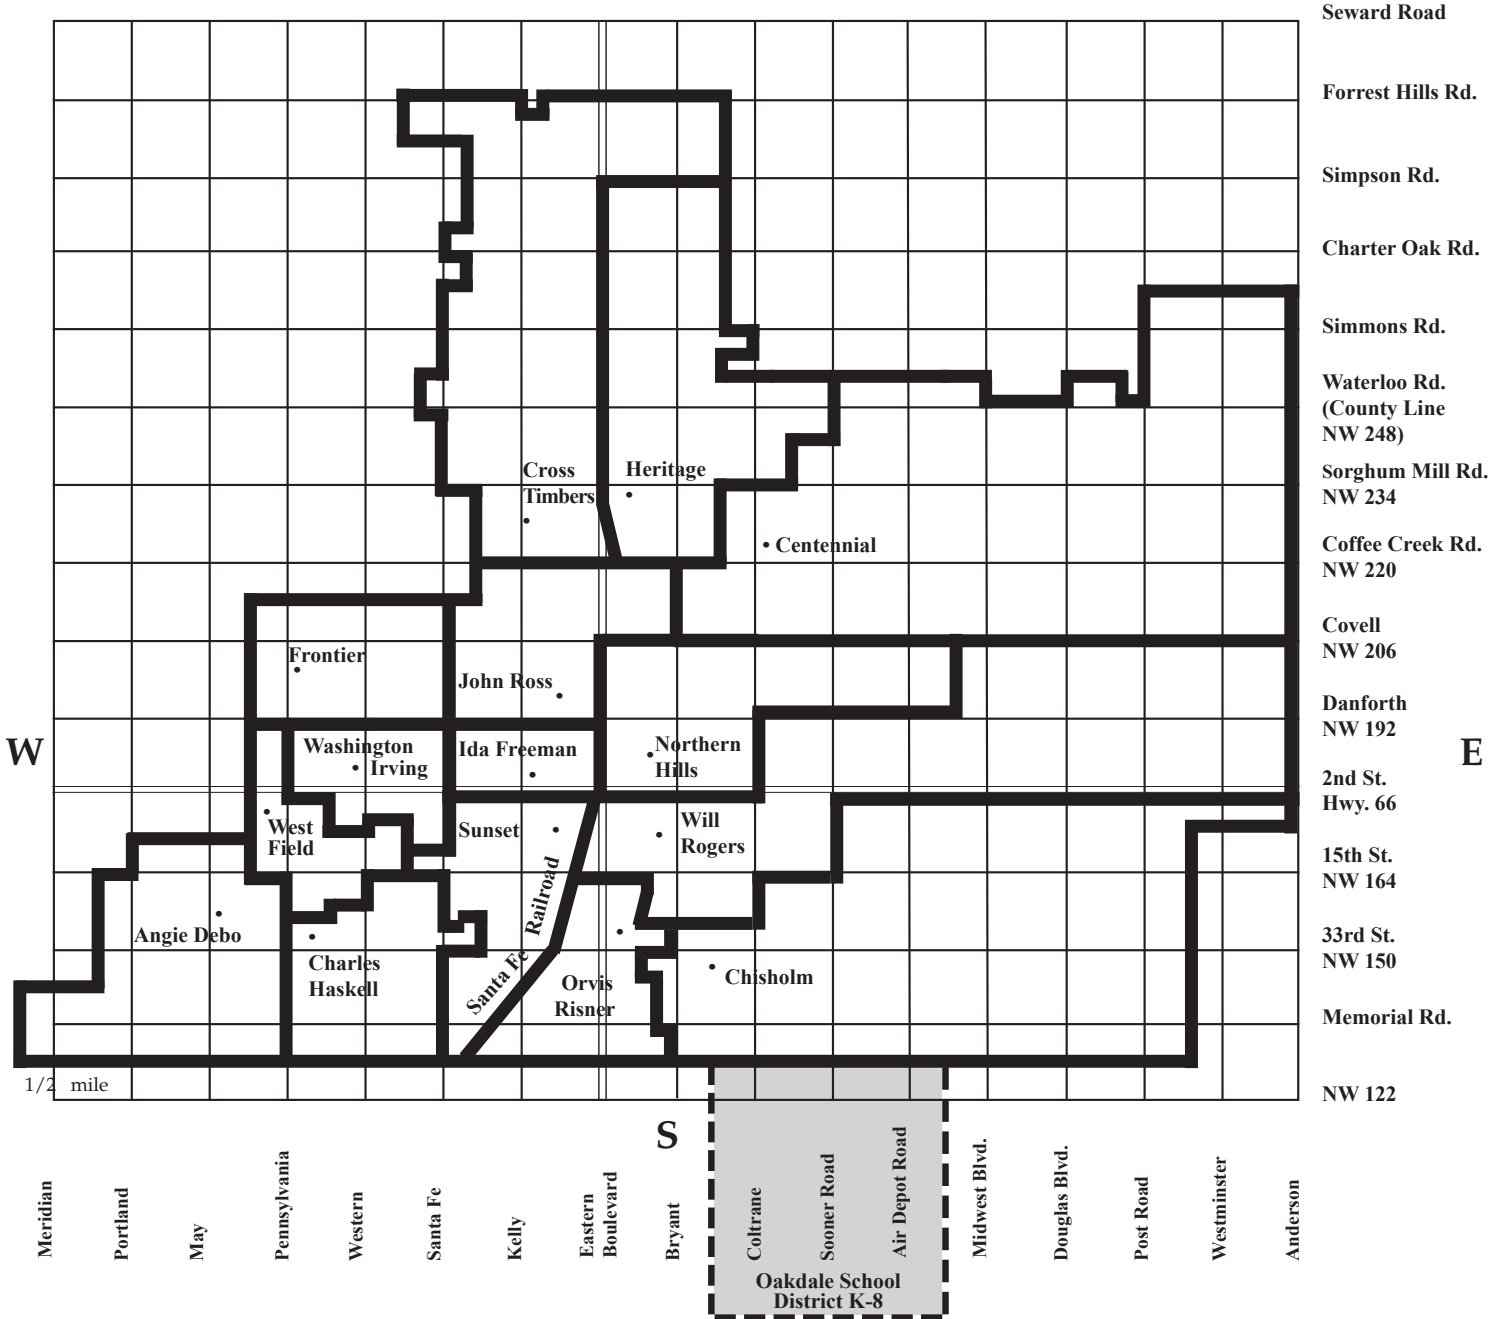 Seward Road
Forrest Hills Rd.
Simpson Rd.
Charter Oak Rd.
Simmons Rd.
Waterloo Rd.
(County Line
NW 248)
Cross
Timbers
Heritage
Sorghum Mill Rd.
NW 234
Centennial
Coffee Creek Rd.
NW 220
Covell
NW 206
Frontier
John Ross
Danforth
NW 192
W
Washington
Irving
Ida Freeman
Northern
Hills
E
2nd St.
Hwy. 66
West
Field
Sunset
Will
Rogers
15th St.
NW 164
Angie Debo
Charles
Haskell
Santa Fe Railroad
Orvis
Risner
Chisholm
33rd St.
NW 150
Memorial Rd.
1/2 mile
NW 122
S
Meridian
Portland
May
Pennsylvania
Western
Santa Fe
Kelly
Eastern
Boulevard
Bryant
Coltrane
Sooner Road
Air Depot Road
Midwest Blvd.
Douglas Blvd.
Post Road
Westminster
Anderson
Oakdale School
District K-8